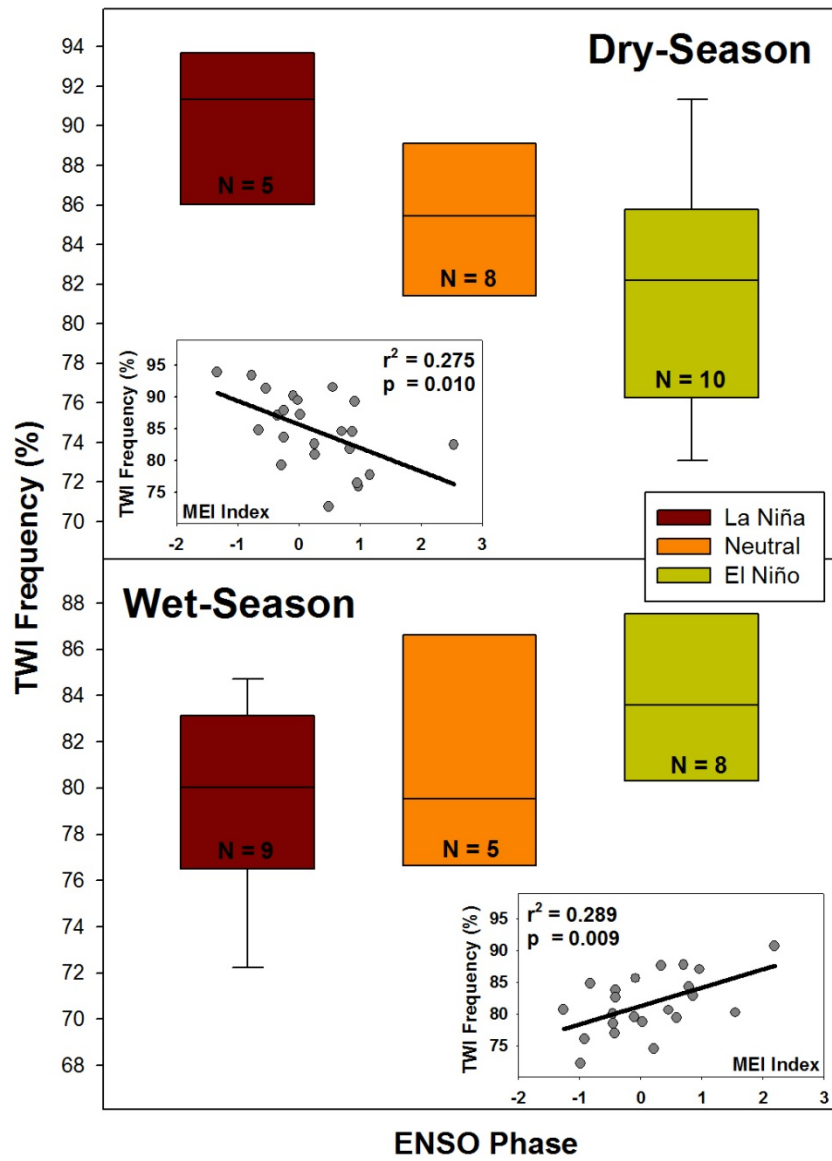 Dry-Season
94
92
90
88
86
84
82
80
78
76
74
72
70
N = 5
N = 8
N = 10
r² = 0.275
p = 0.010
TWI Frequency (%)
95
90
85
80
75
MEI Index
-2 -1 0 1 2 3
La Niña
Neutral
El Niño
TWI Frequency (%)
Wet-Season
88
86
84
82
80
78
76
74
72
70
68
N = 9
N = 5
N = 8
r² = 0.289
p = 0.009
TWI Frequency (%)
95
90
85
80
75
MEI Index
-2 -1 0 1 2 3
ENSO Phase